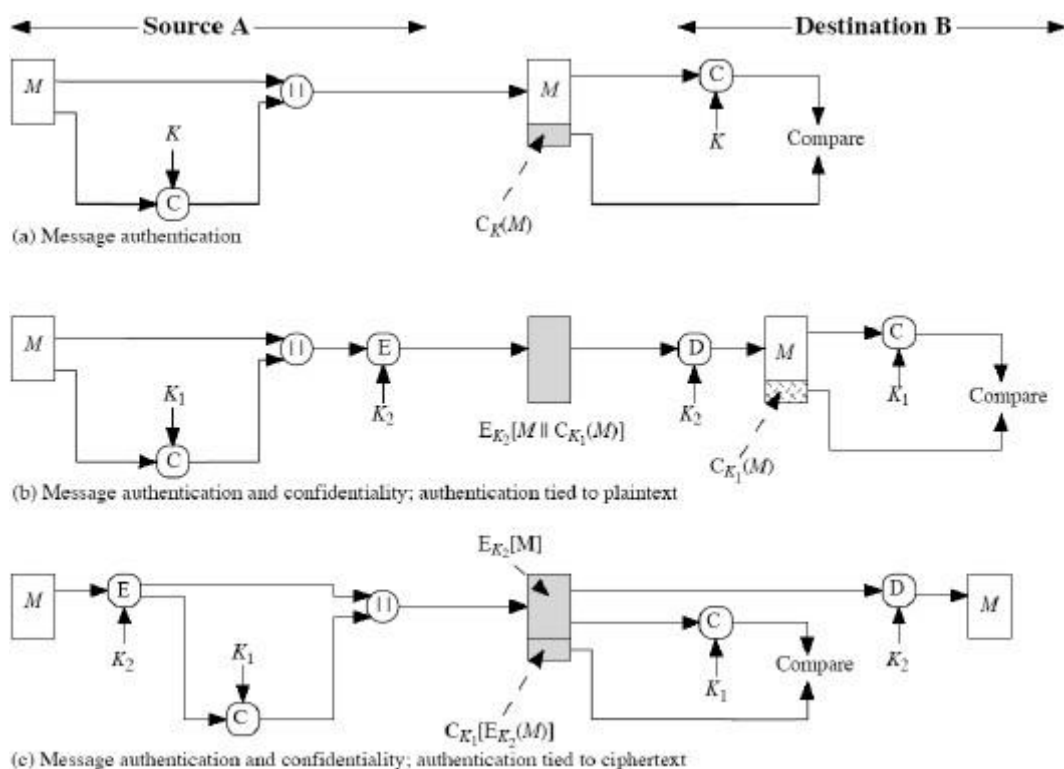 Source A
Destination B
M
||
M
C
K
K
Compare
C
C_K(M)
(a) Message authentication
M
||
E
D
M
C
K₁
K₂
K₂
K₁
Compare
E_K₂[M || C_K₁(M)]
C
C_K₁(M)
(b) Message authentication and confidentiality; authentication tied to plaintext
E_K₂[M]
M
E
||
D
M
C
K₂
K₁
K₁
Compare
K₂
C
C_K₁[E_K₂(M)]
(c) Message authentication and confidentiality; authentication tied to ciphertext